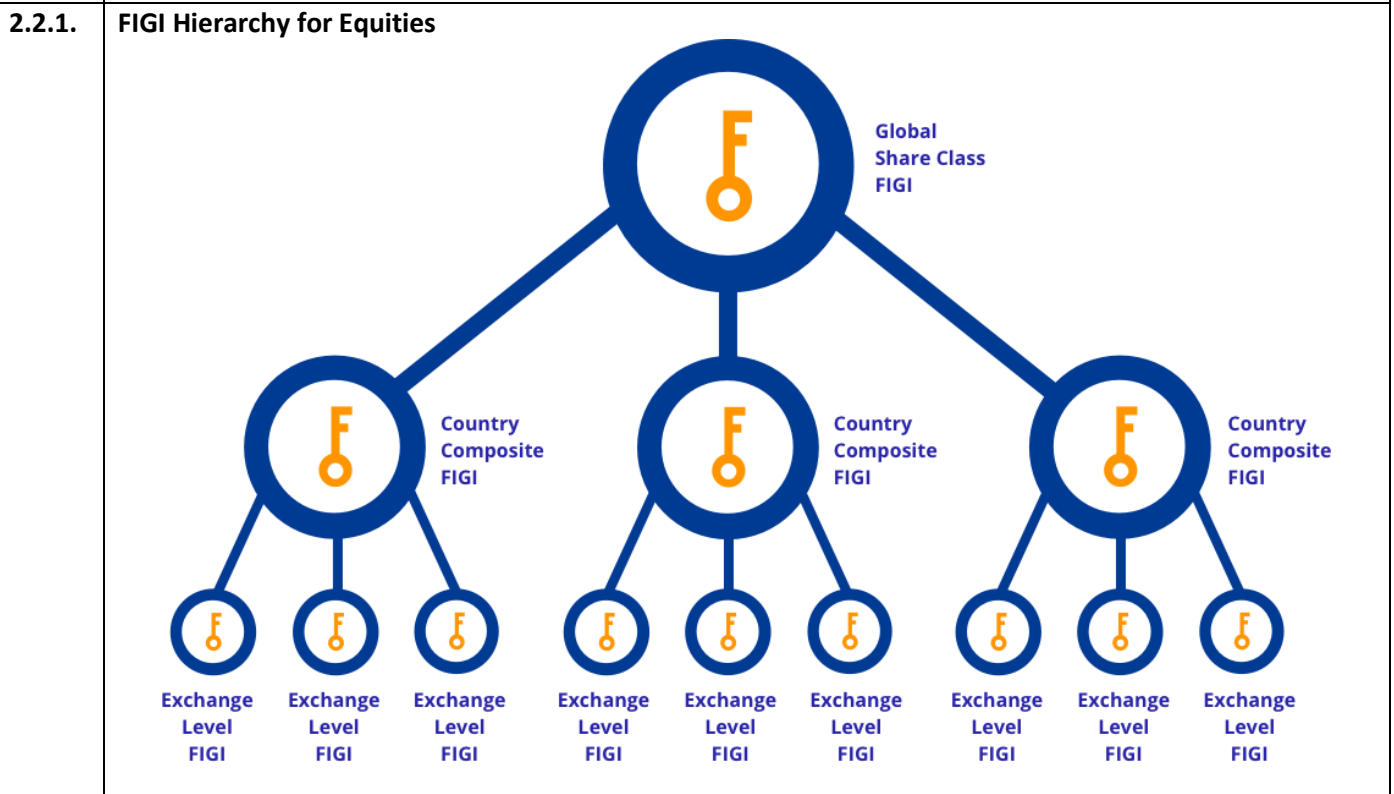 2.2.1. FIGI Hierarchy for Equities
Global
Share Class
FIGI
Country
Composite
FIGI
Country
Composite
FIGI
Country
Composite
FIGI
Exchange
Level
FIGI
Exchange
Level
FIGI
Exchange
Level
FIGI
Exchange
Level
FIGI
Exchange
Level
FIGI
Exchange
Level
FIGI
Exchange
Level
FIGI
Exchange
Level
FIGI
Exchange
Level
FIGI